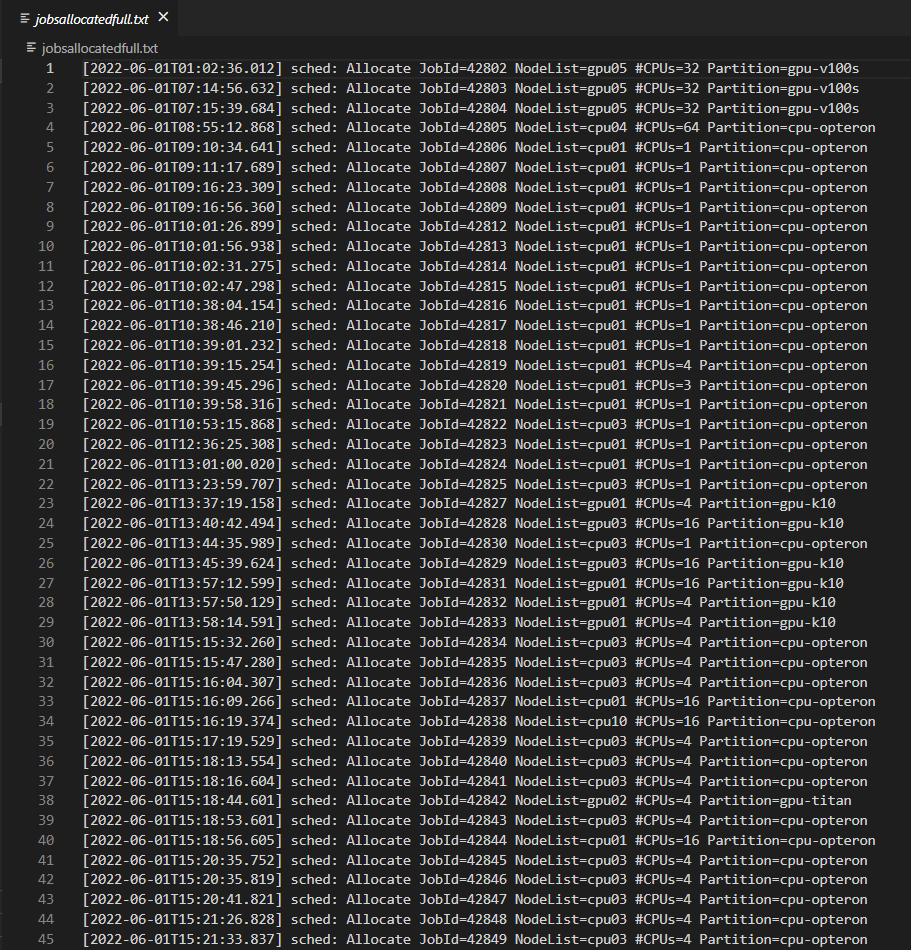 jobsallocatedfull.txt ×
jobsallocatedfull.txt
1 [2022-06-01T01:02:36.012] sched: Allocate JobId=42802 NodeList=gpu05 #CPUs=32 Partition=gpu-v100s
2 [2022-06-01T07:14:56.632] sched: Allocate JobId=42803 NodeList=gpu05 #CPUs=32 Partition=gpu-v100s
3 [2022-06-01T07:15:39.684] sched: Allocate JobId=42804 NodeList=gpu05 #CPUs=32 Partition=gpu-v100s
4 [2022-06-01T08:55:12.868] sched: Allocate JobId=42805 NodeList=cpu04 #CPUs=64 Partition=cpu-opteron
5 [2022-06-01T09:10:34.641] sched: Allocate JobId=42806 NodeList=cpu01 #CPUs=1 Partition=cpu-opteron
6 [2022-06-01T09:11:17.689] sched: Allocate JobId=42807 NodeList=cpu01 #CPUs=1 Partition=cpu-opteron
7 [2022-06-01T09:16:23.309] sched: Allocate JobId=42808 NodeList=cpu01 #CPUs=1 Partition=cpu-opteron
8 [2022-06-01T09:16:56.360] sched: Allocate JobId=42809 NodeList=cpu01 #CPUs=1 Partition=cpu-opteron
9 [2022-06-01T10:01:26.899] sched: Allocate JobId=42812 NodeList=cpu01 #CPUs=1 Partition=cpu-opteron
10 [2022-06-01T10:01:56.938] sched: Allocate JobId=42813 NodeList=cpu01 #CPUs=1 Partition=cpu-opteron
11 [2022-06-01T10:02:31.275] sched: Allocate JobId=42814 NodeList=cpu01 #CPUs=1 Partition=cpu-opteron
12 [2022-06-01T10:02:47.298] sched: Allocate JobId=42815 NodeList=cpu01 #CPUs=1 Partition=cpu-opteron
13 [2022-06-01T10:38:04.154] sched: Allocate JobId=42816 NodeList=cpu01 #CPUs=1 Partition=cpu-opteron
14 [2022-06-01T10:38:46.210] sched: Allocate JobId=42817 NodeList=cpu01 #CPUs=1 Partition=cpu-opteron
15 [2022-06-01T10:39:01.232] sched: Allocate JobId=42818 NodeList=cpu01 #CPUs=1 Partition=cpu-opteron
16 [2022-06-01T10:39:15.254] sched: Allocate JobId=42819 NodeList=cpu01 #CPUs=4 Partition=cpu-opteron
17 [2022-06-01T10:39:45.296] sched: Allocate JobId=42820 NodeList=cpu01 #CPUs=3 Partition=cpu-opteron
18 [2022-06-01T10:39:58.316] sched: Allocate JobId=42821 NodeList=cpu01 #CPUs=1 Partition=cpu-opteron
19 [2022-06-01T10:53:15.868] sched: Allocate JobId=42822 NodeList=cpu03 #CPUs=1 Partition=cpu-opteron
20 [2022-06-01T12:36:25.308] sched: Allocate JobId=42823 NodeList=cpu01 #CPUs=1 Partition=cpu-opteron
21 [2022-06-01T13:01:00.020] sched: Allocate JobId=42824 NodeList=cpu01 #CPUs=1 Partition=cpu-opteron
22 [2022-06-01T13:23:59.707] sched: Allocate JobId=42825 NodeList=cpu03 #CPUs=1 Partition=cpu-opteron
23 [2022-06-01T13:37:19.158] sched: Allocate JobId=42827 NodeList=gpu01 #CPUs=4 Partition=gpu-k10
24 [2022-06-01T13:40:42.494] sched: Allocate JobId=42828 NodeList=gpu03 #CPUs=16 Partition=gpu-k10
25 [2022-06-01T13:44:35.989] sched: Allocate JobId=42830 NodeList=cpu03 #CPUs=1 Partition=cpu-opteron
26 [2022-06-01T13:45:39.624] sched: Allocate JobId=42829 NodeList=gpu03 #CPUs=16 Partition=gpu-k10
27 [2022-06-01T13:57:12.599] sched: Allocate JobId=42831 NodeList=gpu01 #CPUs=16 Partition=gpu-k10
28 [2022-06-01T13:57:50.129] sched: Allocate JobId=42832 NodeList=gpu01 #CPUs=4 Partition=gpu-k10
29 [2022-06-01T13:58:14.591] sched: Allocate JobId=42833 NodeList=gpu01 #CPUs=4 Partition=gpu-k10
30 [2022-06-01T15:15:32.260] sched: Allocate JobId=42834 NodeList=cpu03 #CPUs=4 Partition=cpu-opteron
31 [2022-06-01T15:15:47.280] sched: Allocate JobId=42835 NodeList=cpu03 #CPUs=4 Partition=cpu-opteron
32 [2022-06-01T15:16:04.307] sched: Allocate JobId=42836 NodeList=cpu03 #CPUs=4 Partition=cpu-opteron
33 [2022-06-01T15:16:09.266] sched: Allocate JobId=42837 NodeList=cpu01 #CPUs=16 Partition=cpu-opteron
34 [2022-06-01T15:16:19.374] sched: Allocate JobId=42838 NodeList=cpu10 #CPUs=16 Partition=cpu-opteron
35 [2022-06-01T15:17:19.529] sched: Allocate JobId=42839 NodeList=cpu03 #CPUs=4 Partition=cpu-opteron
36 [2022-06-01T15:18:13.554] sched: Allocate JobId=42840 NodeList=cpu03 #CPUs=4 Partition=cpu-opteron
37 [2022-06-01T15:18:16.604] sched: Allocate JobId=42841 NodeList=cpu03 #CPUs=4 Partition=cpu-opteron
38 [2022-06-01T15:18:44.601] sched: Allocate JobId=42842 NodeList=gpu02 #CPUs=4 Partition=gpu-titan
39 [2022-06-01T15:18:53.601] sched: Allocate JobId=42843 NodeList=cpu03 #CPUs=4 Partition=cpu-opteron
40 [2022-06-01T15:18:56.605] sched: Allocate JobId=42844 NodeList=cpu01 #CPUs=16 Partition=cpu-opteron
41 [2022-06-01T15:20:35.752] sched: Allocate JobId=42845 NodeList=cpu03 #CPUs=4 Partition=cpu-opteron
42 [2022-06-01T15:20:35.819] sched: Allocate JobId=42846 NodeList=cpu03 #CPUs=4 Partition=cpu-opteron
43 [2022-06-01T15:20:41.821] sched: Allocate JobId=42847 NodeList=cpu03 #CPUs=4 Partition=cpu-opteron
44 [2022-06-01T15:21:26.828] sched: Allocate JobId=42848 NodeList=cpu03 #CPUs=4 Partition=cpu-opteron
45 [2022-06-01T15:21:33.837] sched: Allocate JobId=42849 NodeList=cpu03 #CPUs=4 Partition=cpu-opteron